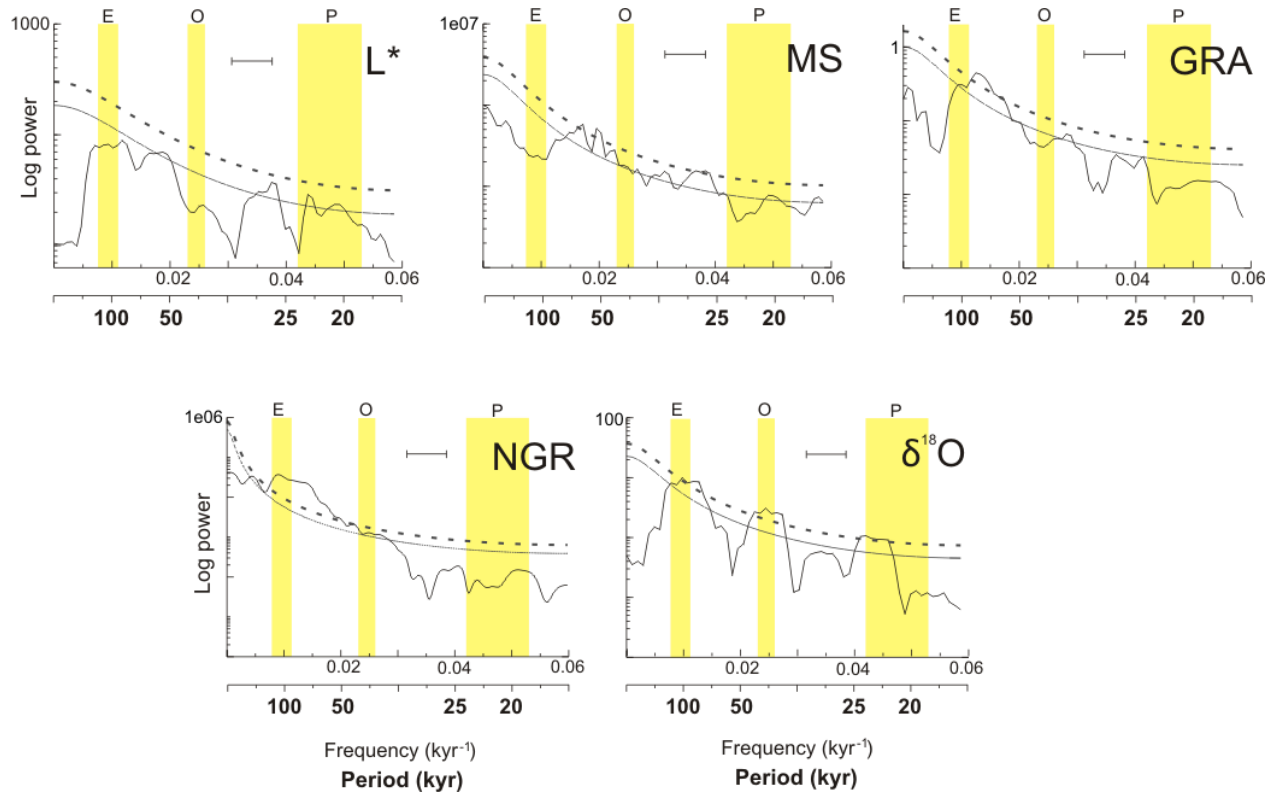 E O P
1000
L*
Log power
0.02 0.04 0.06
100 50 25 20
E O P
1e07
MS
0.02 0.04 0.06
100 50 25 20
E O P
1
1
GRA
0.02 0.04 0.06
100 50 25 20
E O P
1e06
NGR
Log power
0.02 0.04 0.06
100 50 25 20
Frequency (kyr⁻¹)
Period (kyr)
E O P
100
δ¹⁸O
0.02 0.04 0.06
100 50 25 20
Frequency (kyr⁻¹)
Period (kyr)